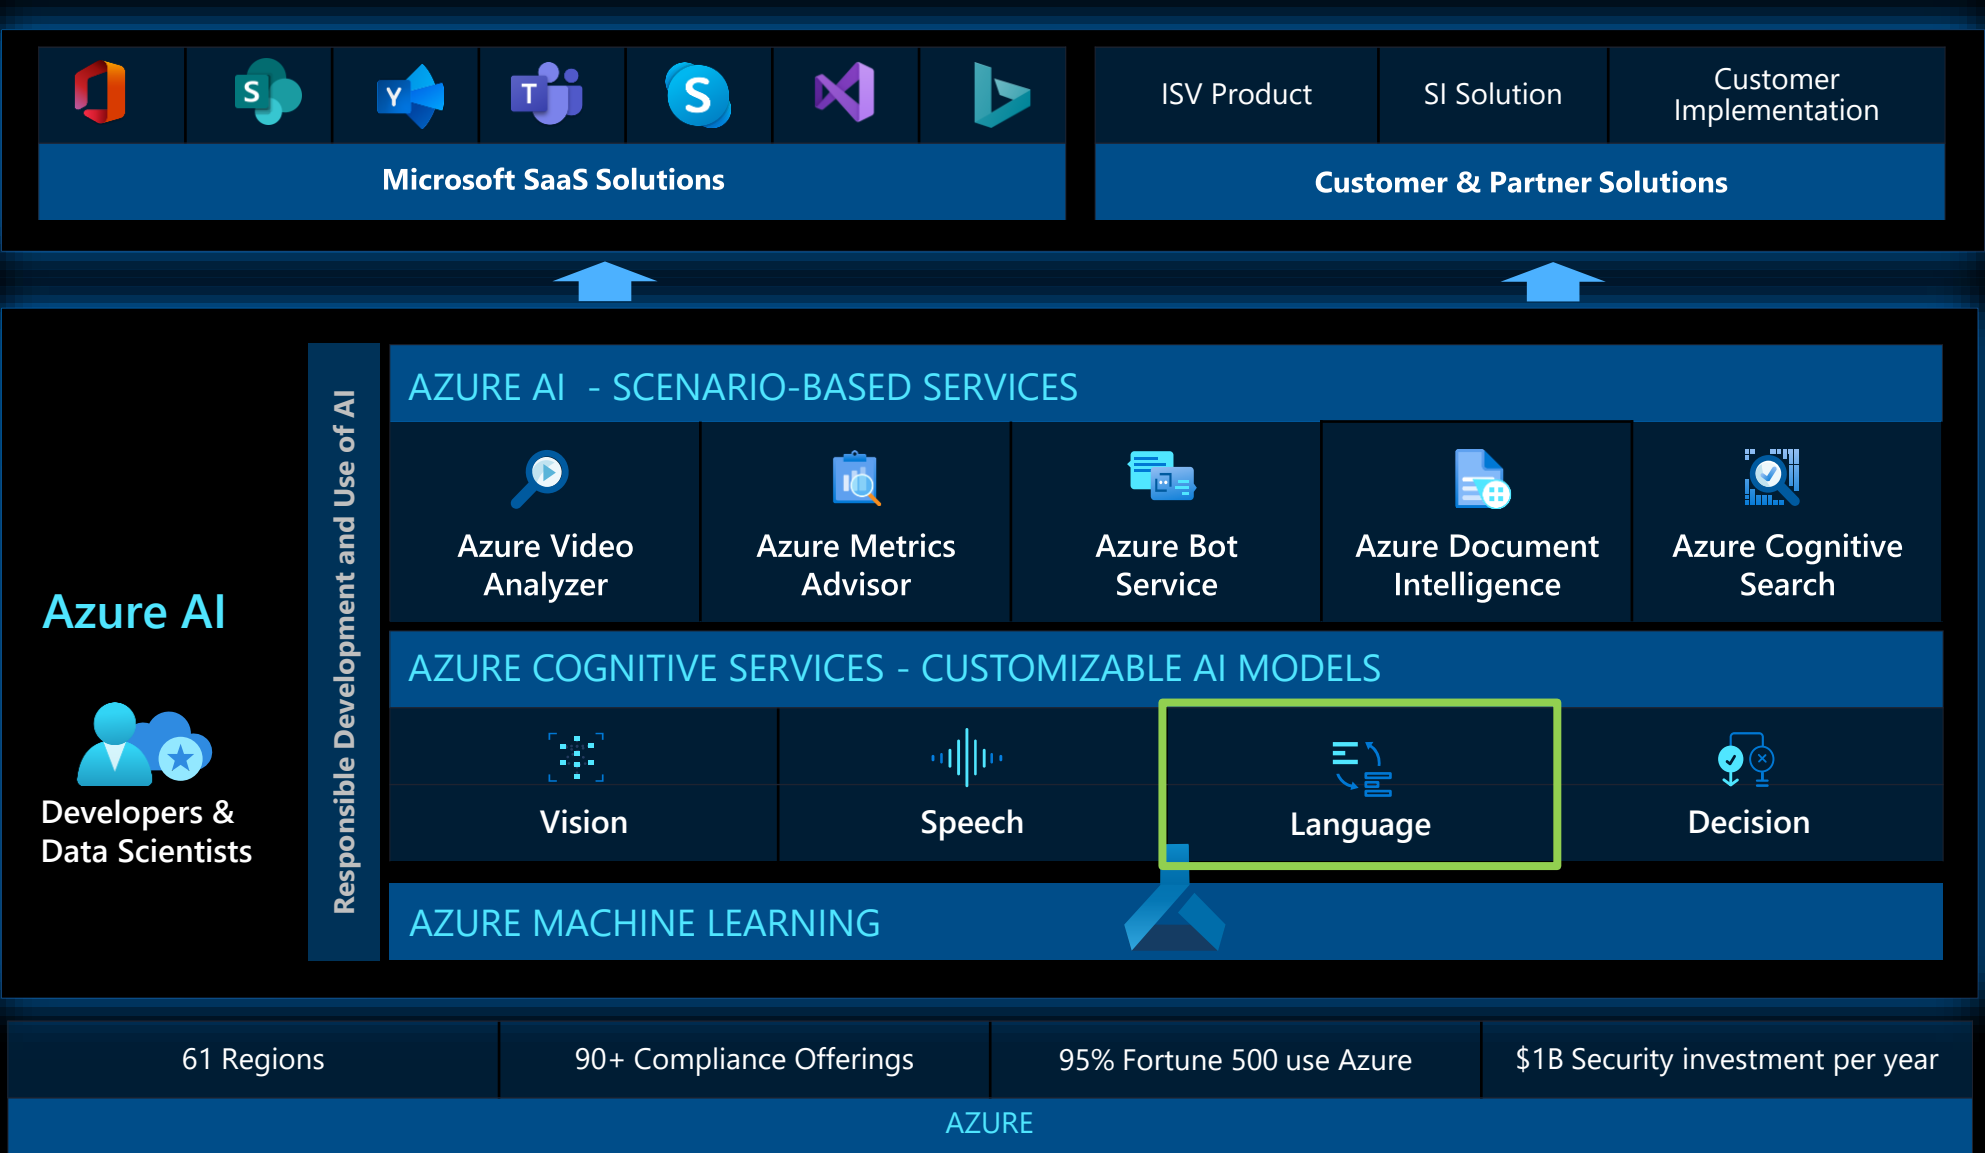 S
Y
T
S
ISV Product
SI Solution
Customer
Implementation
Microsoft SaaS Solutions
Customer & Partner Solutions
Azure AI
Developers &
Data Scientists
Responsible Development and Use of AI
AZURE AI - SCENARIO-BASED SERVICES
Azure Video
Analyzer
Azure Metrics
Advisor
Azure Bot
Service
Azure Document
Intelligence
Azure Cognitive
Search
AZURE COGNITIVE SERVICES - CUSTOMIZABLE AI MODELS
Vision
Speech
Language
Decision
AZURE MACHINE LEARNING
61 Regions
90+ Compliance Offerings
95% Fortune 500 use Azure
$1B Security investment per year
AZURE